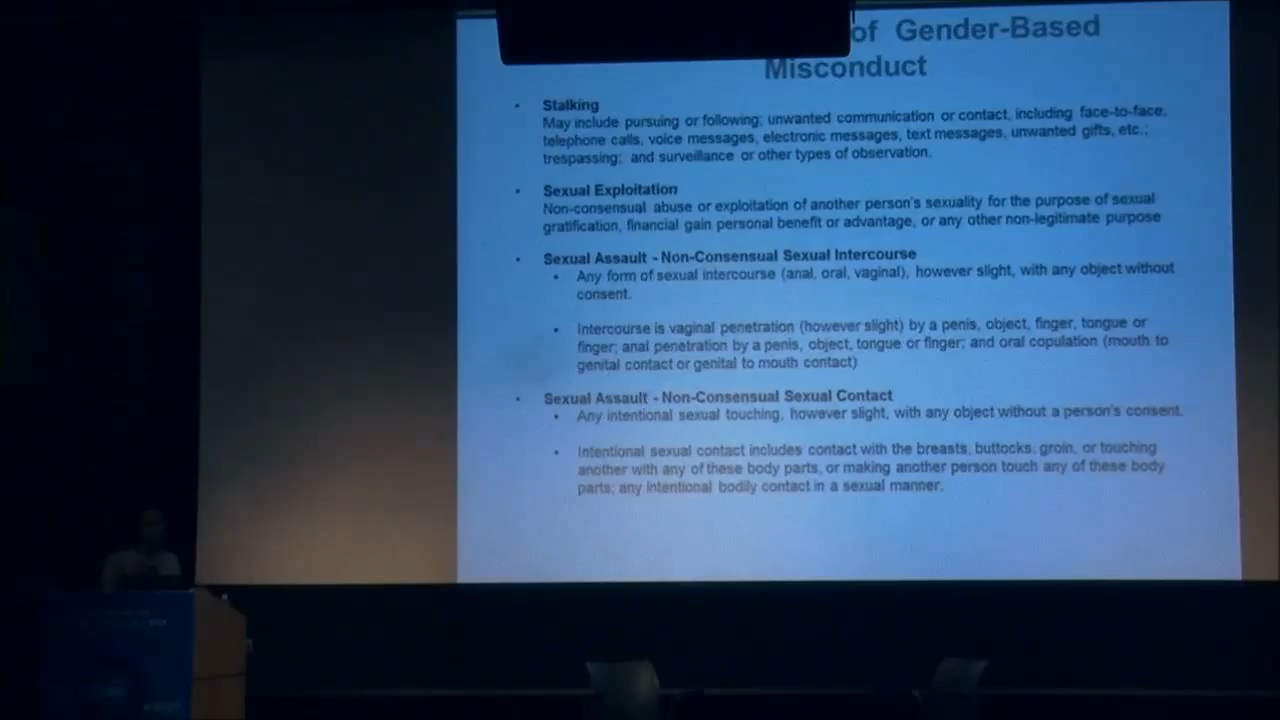 of Gender-Based
Misconduct
• Stalking
May include pursuing or following; unwanted communication or contact, including face-to-face,
telephone calls, voice messages, electronic messages, text messages, unwanted gifts, etc.;
trespassing; and surveillance or other types of observation.
• Sexual Exploitation
Non-consensual abuse or exploitation of another person's sexuality for the purpose of sexual
gratification, financial gain personal benefit or advantage, or any other non-legitimate purpose
• Sexual Assault - Non-Consensual Sexual Intercourse
• Any form of sexual intercourse (anal, oral, vaginal), however slight, with any object without
consent.
• Intercourse is vaginal penetration (however slight) by a penis, object, finger, tongue or
finger; anal penetration by a penis, object, tongue or finger; and oral copulation (mouth to
genital contact or genital to mouth contact)
• Sexual Assault - Non-Consensual Sexual Contact
• Any intentional sexual touching, however slight, with any object without a person's consent.
• Intentional sexual contact includes contact with the breasts, buttocks, groin, or touching
another with any of these body parts, or making another person touch any of these body
parts; any intentional bodily contact in a sexual manner.